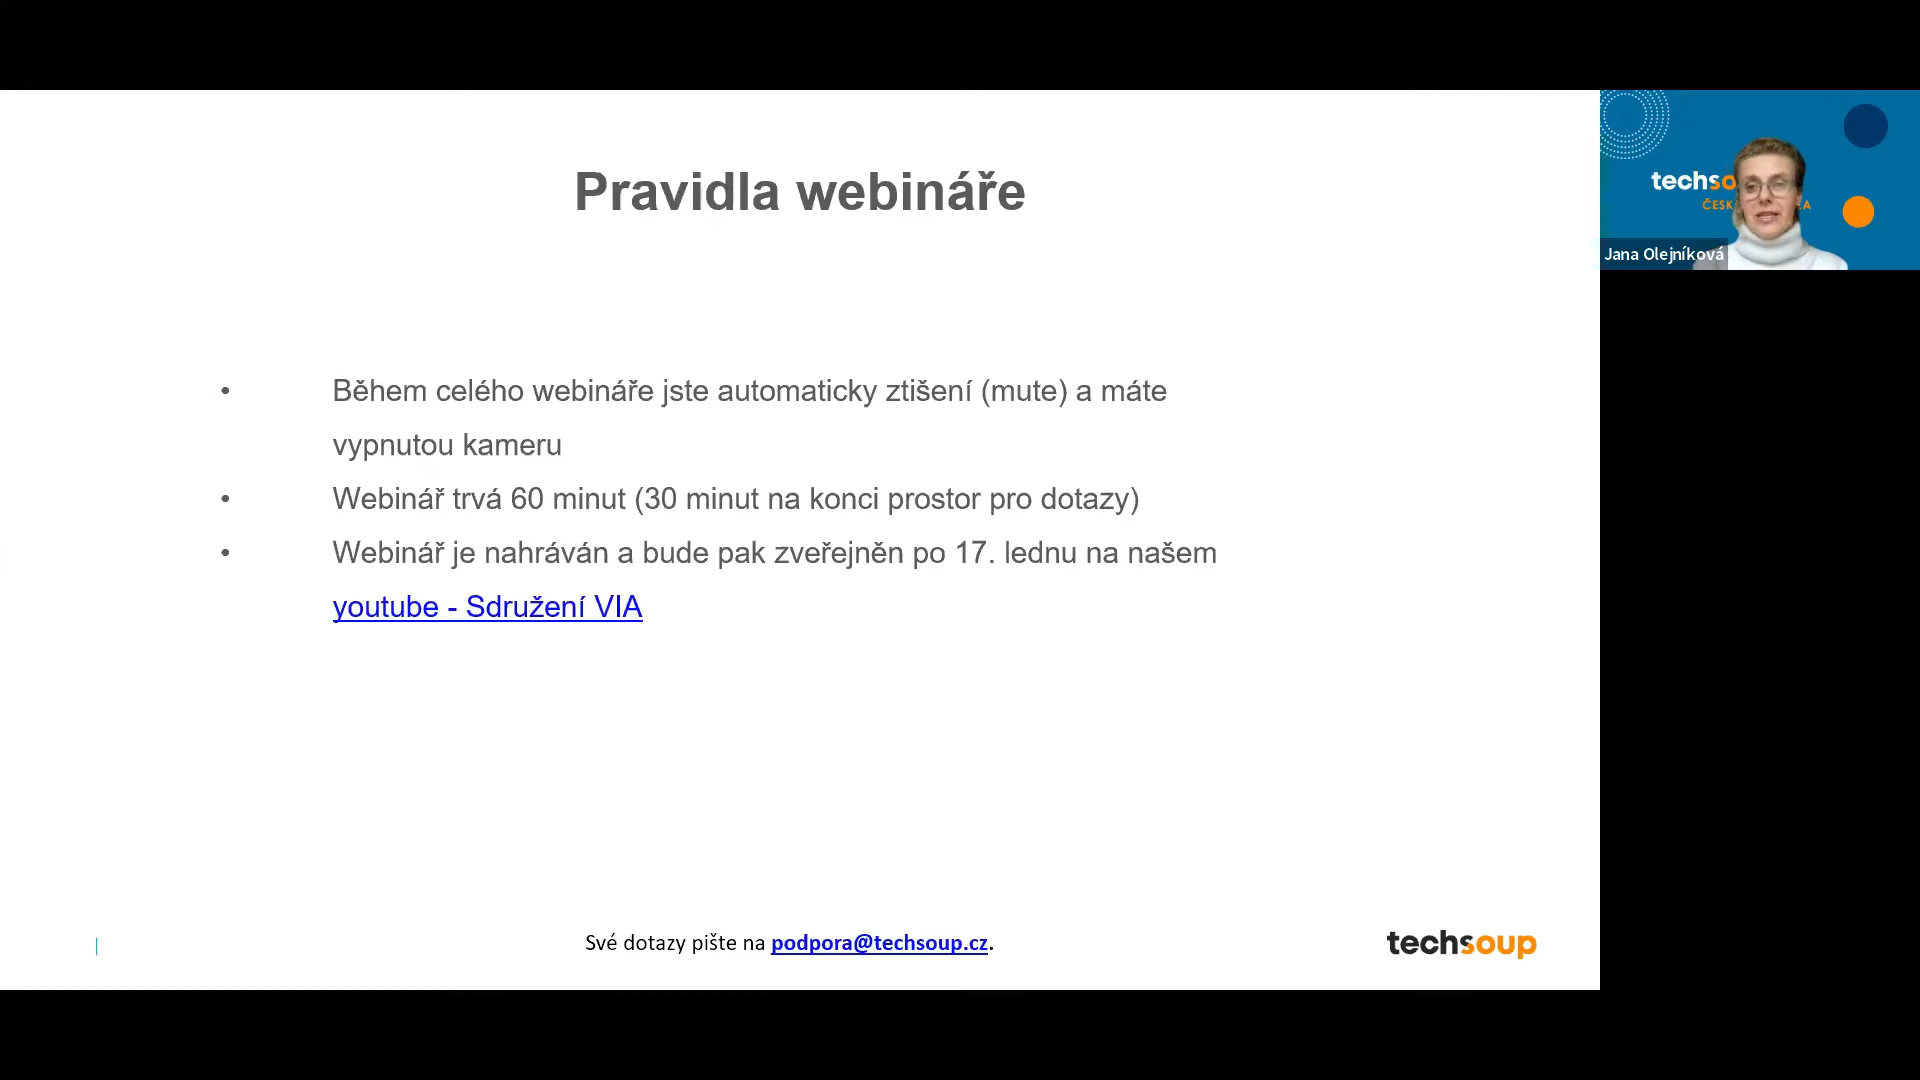 Pravidla webináře
• Během celého webináře jste automaticky ztišení (mute) a máte
vypnutou kameru
• Webinář trvá 60 minut (30 minut na konci prostor pro dotazy)
• Webinář je nahráván a bude pak zveřejněn po 17. lednu na našem
youtube - Sdružení VIA
Své dotazy pište na podpora@techsoup.cz.
techsoup
techso
ČESK A
Jana Olejníková